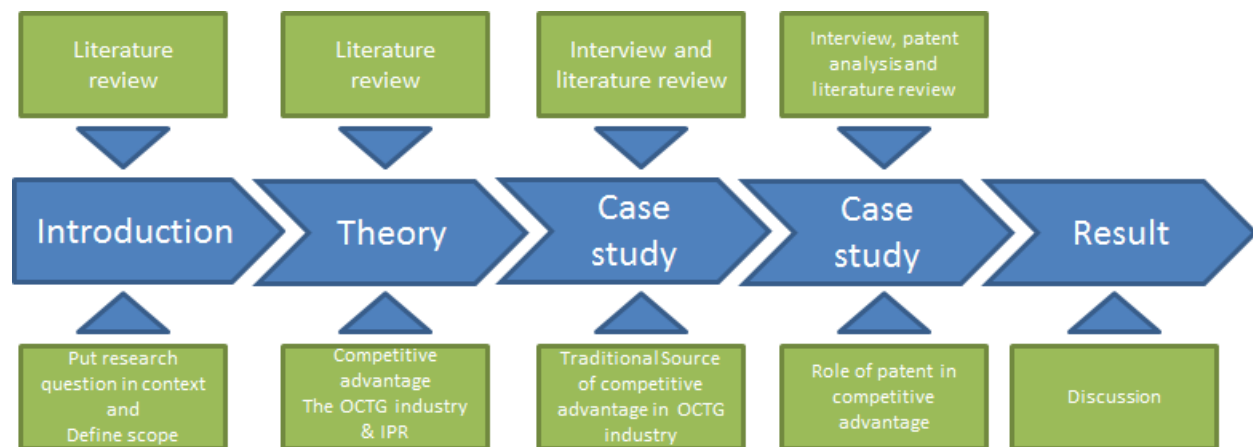 Literature
review
Literature
review
Interview and
literature review
Interview, patent
analysis and
literature review
Introduction
Theory
Case
study
Case
study
Result
Put research
question in context
and
Define scope
Competitive
advantage
The OCTG industry
& IPR
Traditional Source
of competitive
advantage in OCTG
industry
Role of patent in
competitive
advantage
Discussion